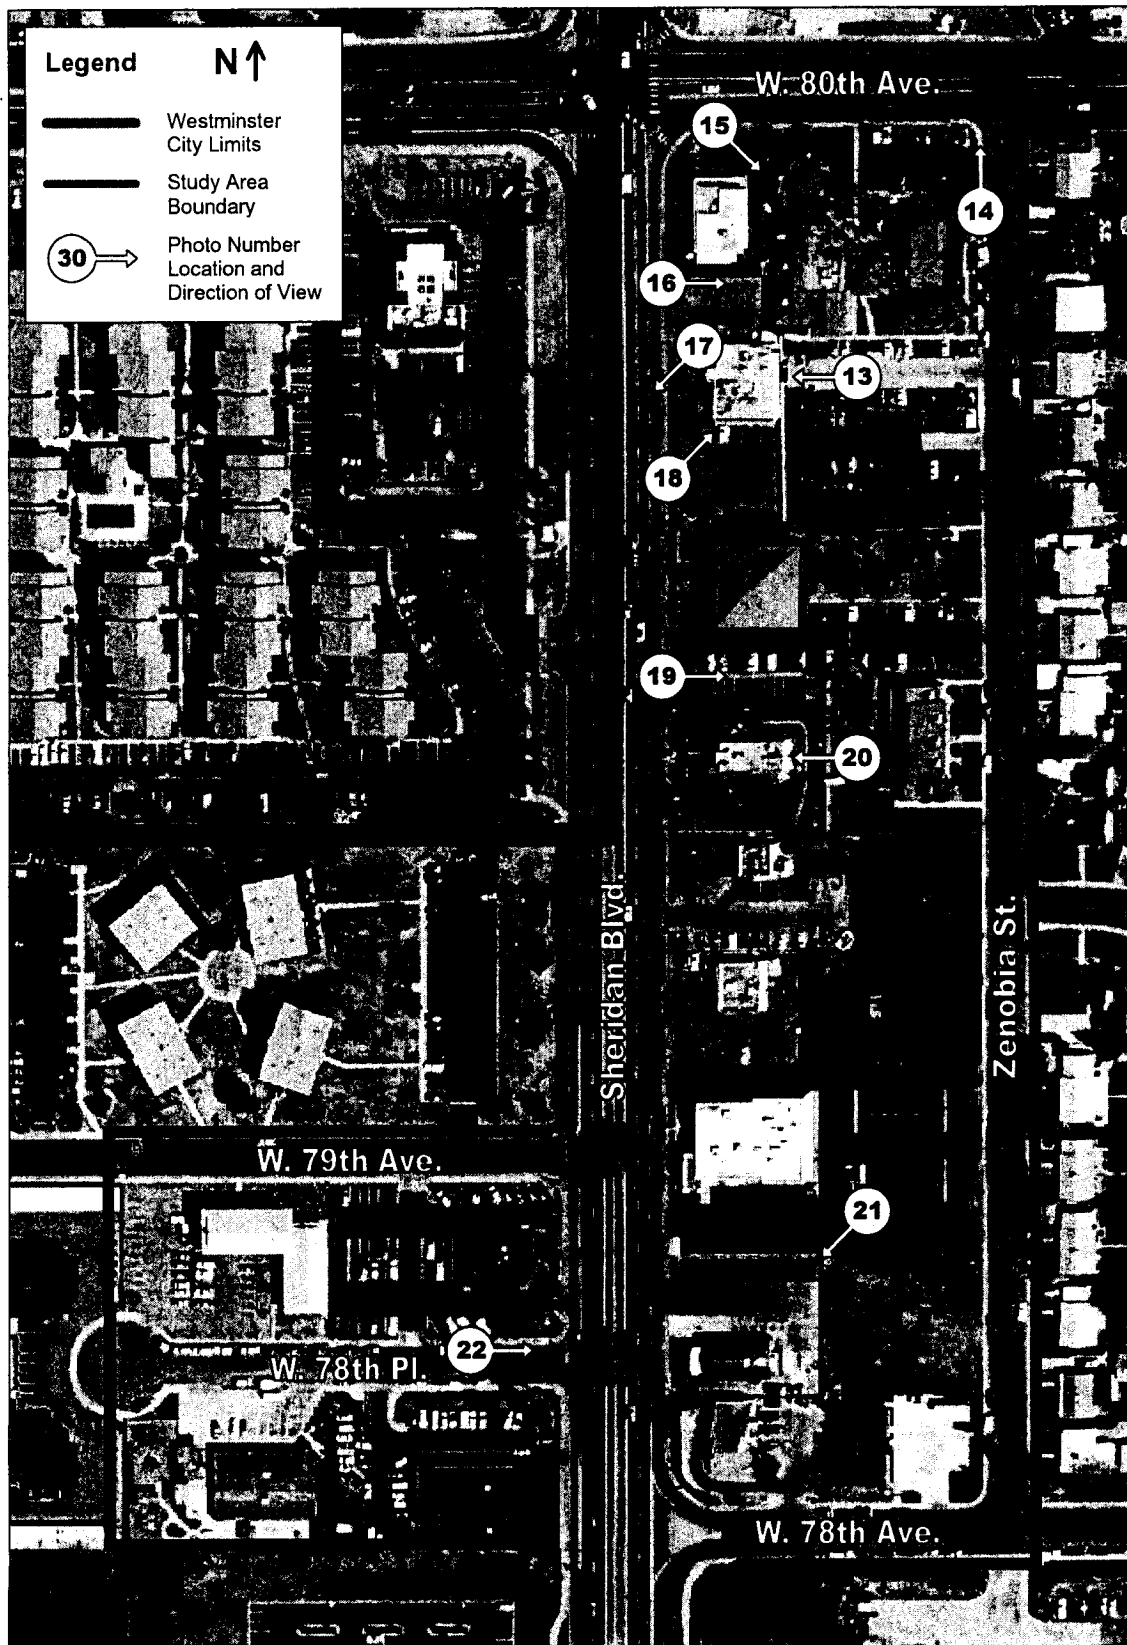 Legend
N
Westminster
City Limits
Study Area
Boundary
30
Photo Number
Location and
Direction of View
W. 80th Ave.
15
14
16
17
13
18
19
20
Sheridan Blvd.
Zenobia St.
W. 79th Ave.
21
22
W. 78th Pl.
W. 78th Ave.